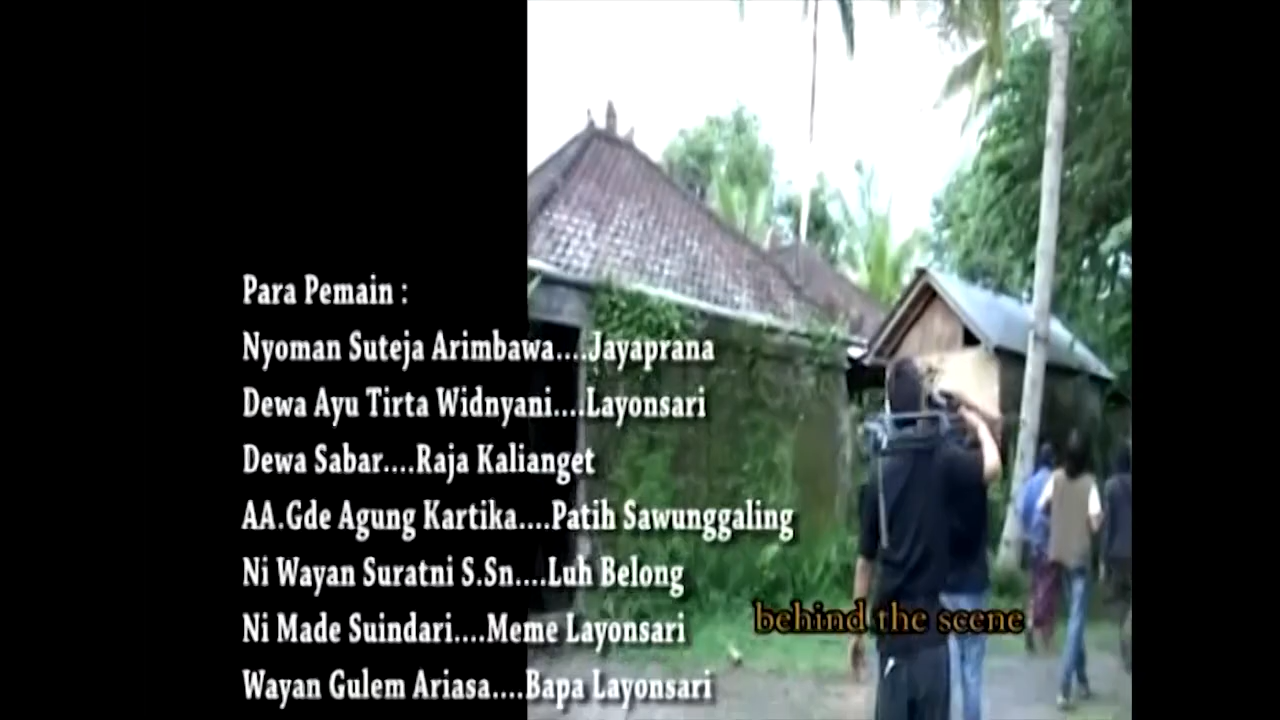 Para Pemain :
Nyoman Suteja Arimbawa....Jayaprana
Dewa Ayu Tirta Widnyani....Layonsari
Dewa Sabar....Raja Kalianget
AA.Gde Agung Kartika....Patih Sawunggaling
Ni Wayan Suratni S.Sn....Luh Belong
Ni Made Suindari....Meme Layonsari
Wayan Gulem Ariasa....Bapa Layonsari
behind the scene